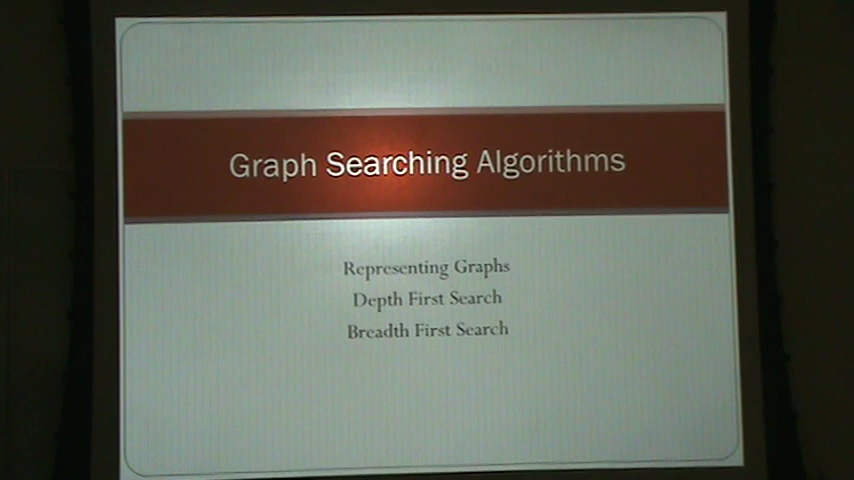 Graph Searching Algorithms
Representing Graphs
Depth First Search
Breadth First Search